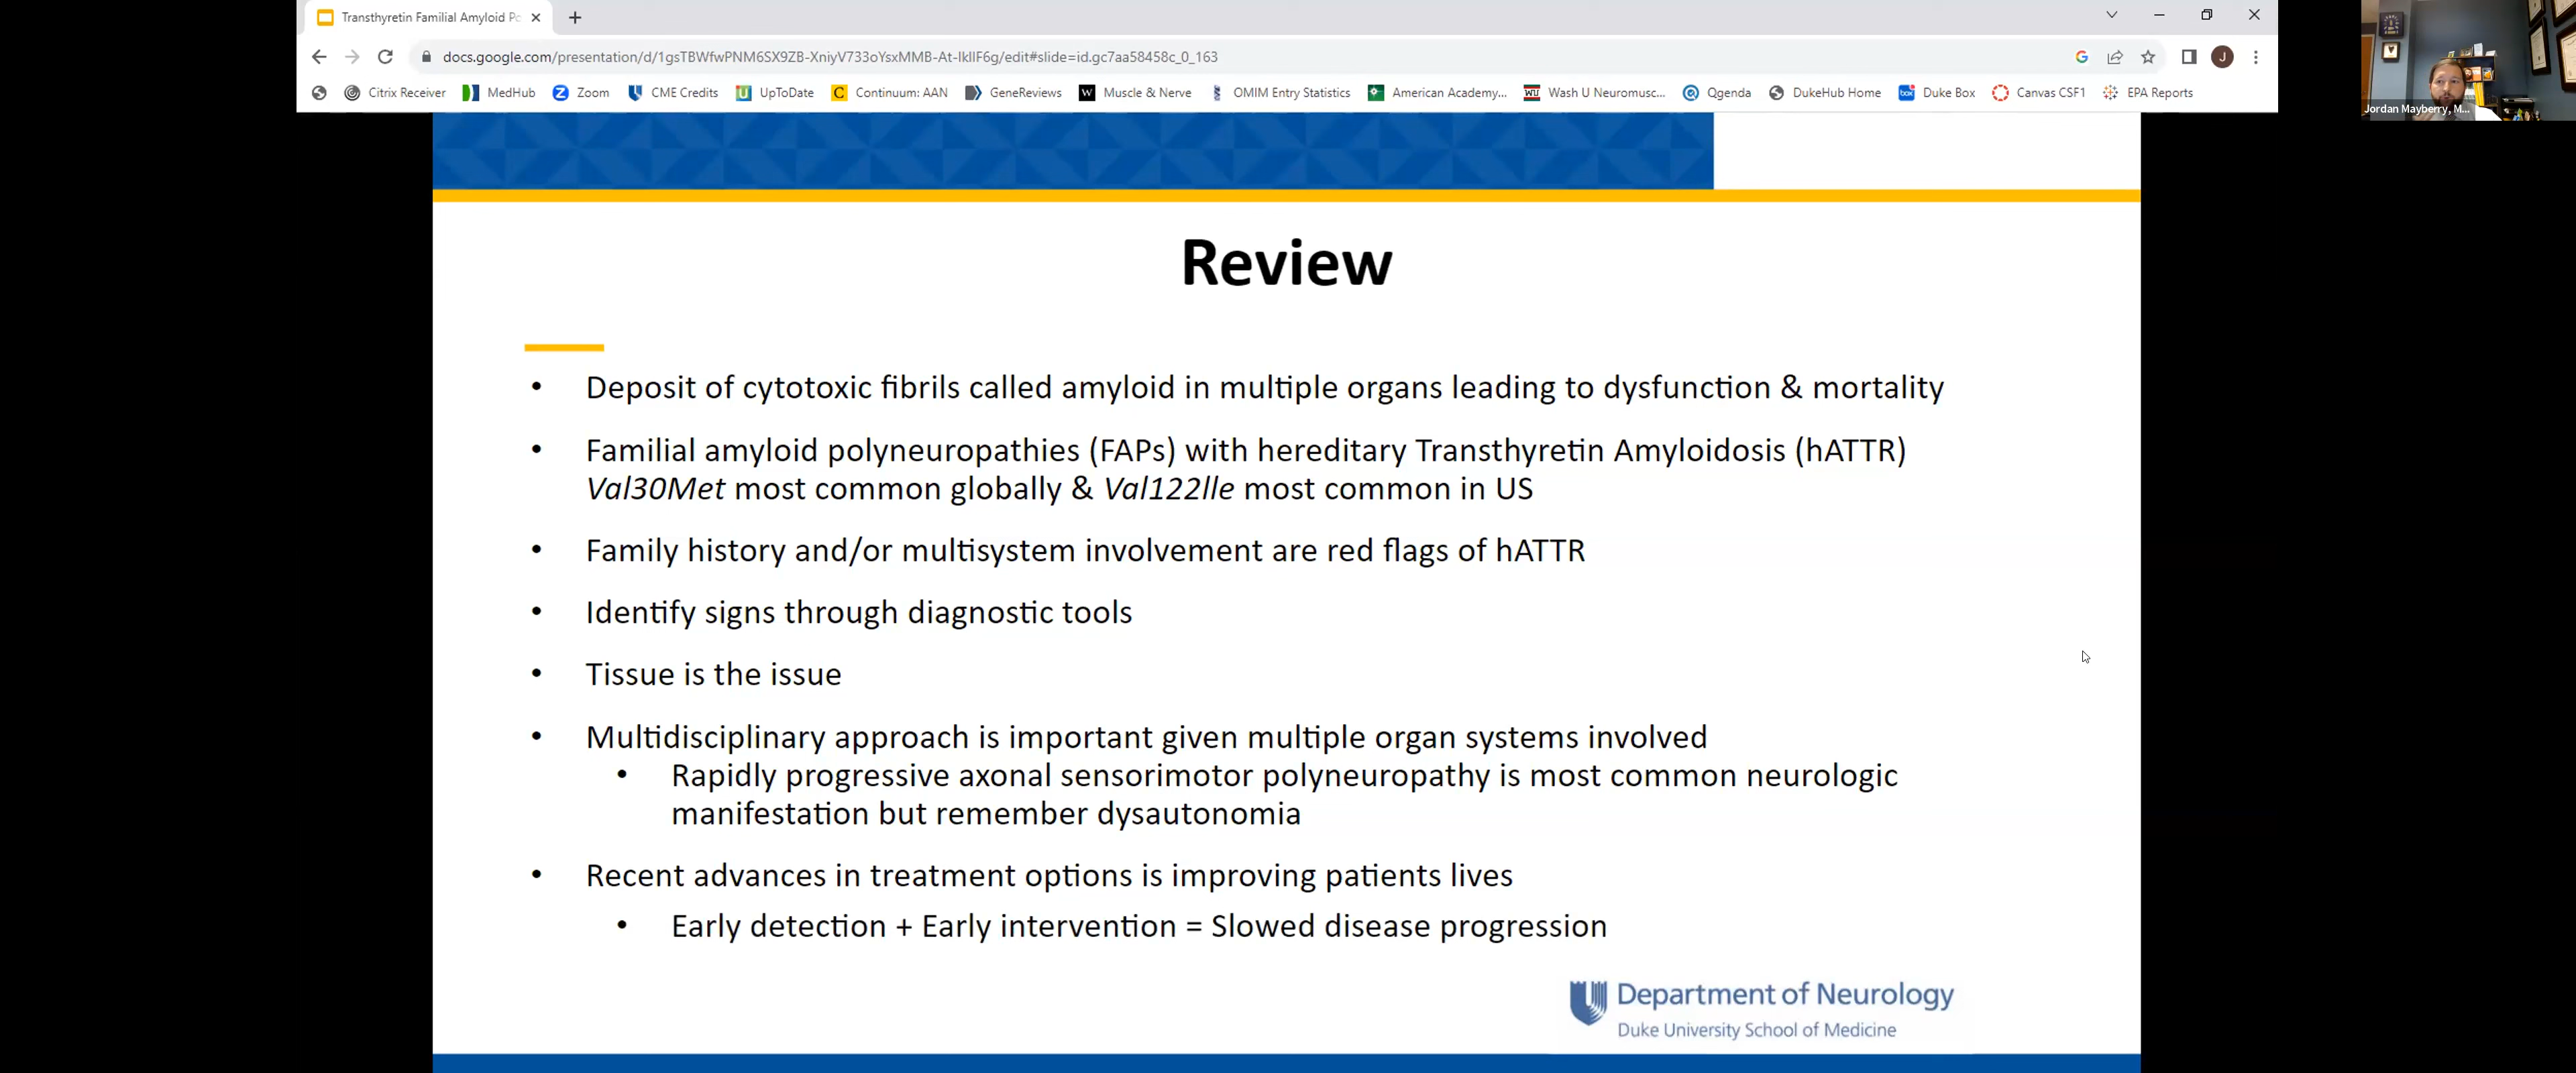 Transthyretin Familial Amyloid Po
docs.google.com/presentation/d/1gsTBWfwPNM6SX9ZB-XniyV733oYsxMMB-At-IkIIF6g/edit#slide=id.gc7aa58458c_0_163
J
Citrix Receiver MedHub Zoom CME Credits UpToDate Continuum: AAN GeneReviews Muscle & Nerve OMIM Entry Statistics American Academy... Wash U Neuromusc... Qgenda DukeHub Home Duke Box Canvas CSF1 EPA Reports
Jordan Mayberry, M...
Review
• Deposit of cytotoxic fibrils called amyloid in multiple organs leading to dysfunction & mortality
• Familial amyloid polyneuropathies (FAPs) with hereditary Transthyretin Amyloidosis (hATTR)
Val30Met most common globally & Val122lle most common in US
• Family history and/or multisystem involvement are red flags of hATTR
• Identify signs through diagnostic tools
• Tissue is the issue
• Multidisciplinary approach is important given multiple organ systems involved
• Rapidly progressive axonal sensorimotor polyneuropathy is most common neurologic
manifestation but remember dysautonomia
• Recent advances in treatment options is improving patients lives
• Early detection + Early intervention = Slowed disease progression
Department of Neurology
Duke University School of Medicine